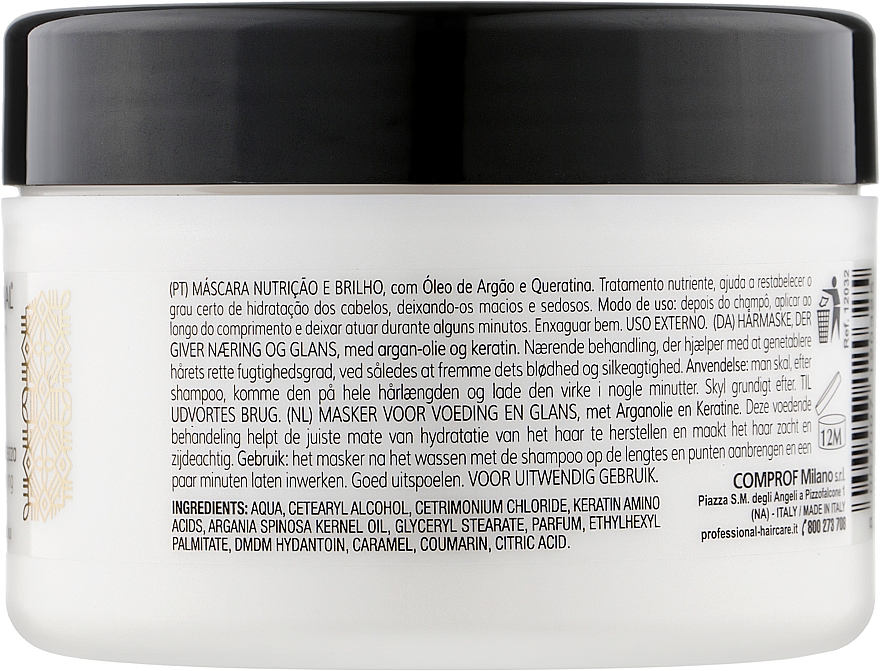 (PT) MÁSCARA NUTRIÇÃO E BRILHO, com Óleo de Argão e Queratina. Tratamento nutriente, ajuda a restabelecer o
grau certo de hidratação dos cabelos, deixando-os macios e sedosos. Modo de uso: depois do champô, aplicar ao
longo do comprimento e deixar atuar durante alguns minutos. Enxaguar bem. USO EXTERNO. (DA) HÅRMASKE, DER
GIVER NÆRING OG GLANS, med argan-olie og keratin. Nærende behandling, der hjælper med at genetablere
hårets rette fugtighedsgrad, ved således at fremme dets blødhed og silkeagtighed. Anvendelse: man skal, efter
shampoo, komme den på hele hårlængden og lade den virke i nogle minutter. Skyl grundigt efter. TIL
UDVORTES BRUG. (NL) MASKER VOOR VOEDING EN GLANS, met Arganolie en Keratine. Deze voedende
behandeling helpt de juiste mate van hydratatie van het haar te herstellen en maakt het haar zacht en
zijdeachtig. Gebruik: het masker na het wassen met de shampoo op de lengtes en punten aanbrengen en een
paar minuten laten inwerken. Goed uitspoelen. VOOR UITWENDIG GEBRUIK.
INGREDIENTS: AQUA, CETEARYL ALCOHOL, CETRIMONIUM CHLORIDE, KERATIN AMINO
ACIDS, ARGANIA SPINOSA KERNEL OIL, GLYCERYL STEARATE, PARFUM, ETHYLHEXYL
PALMITATE, DMDM HYDANTOIN, CARAMEL, COUMARIN, CITRIC ACID.
Ref. 12032
12M
COMPROF Milano s.r.l.
Piazza S.M. degli Angeli a Pizzofalcone 1
(NA) - ITALY / MADE IN ITALY
professional-haircare.it 800 270 708